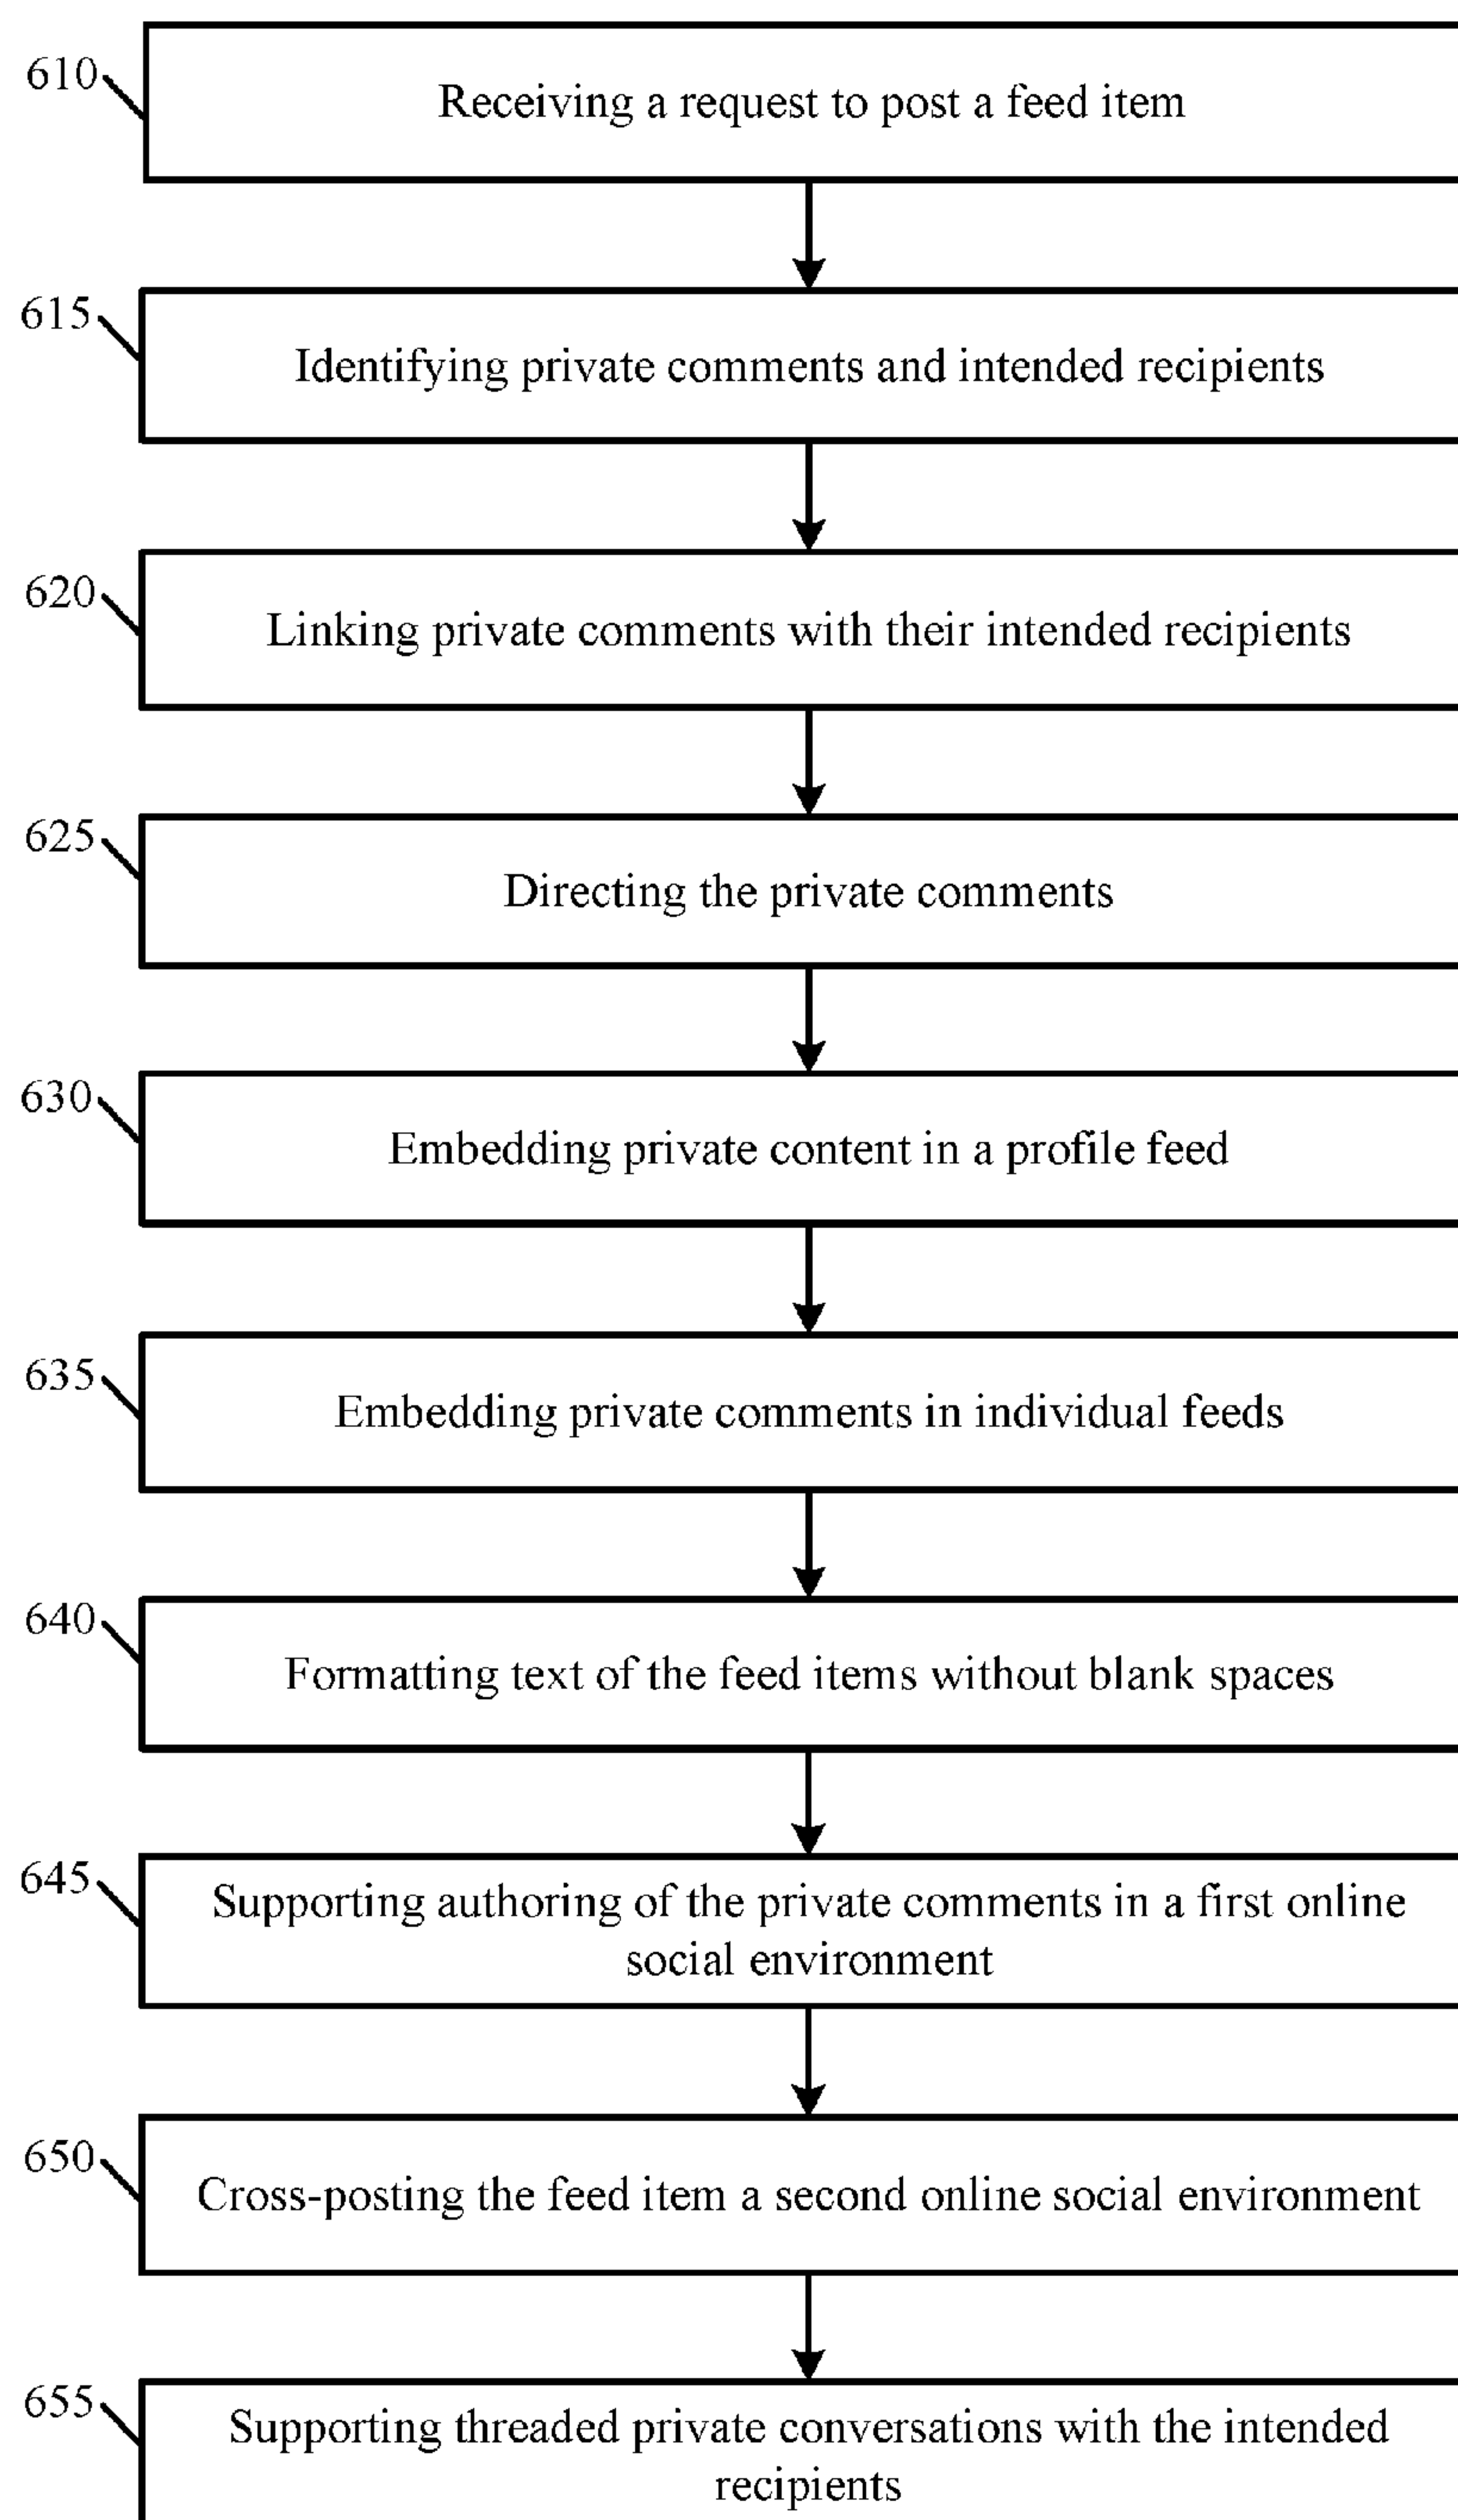 610
Receiving a request to post a feed item
615
Identifying private comments and intended recipients
620
Linking private comments with their intended recipients
625
Directing the private comments
630
Embedding private content in a profile feed
635
Embedding private comments in individual feeds
640
Formatting text of the feed items without blank spaces
645
Supporting authoring of the private comments in a first online
social environment
650
Cross-posting the feed item a second online social environment
655
Supporting threaded private conversations with the intended
recipients